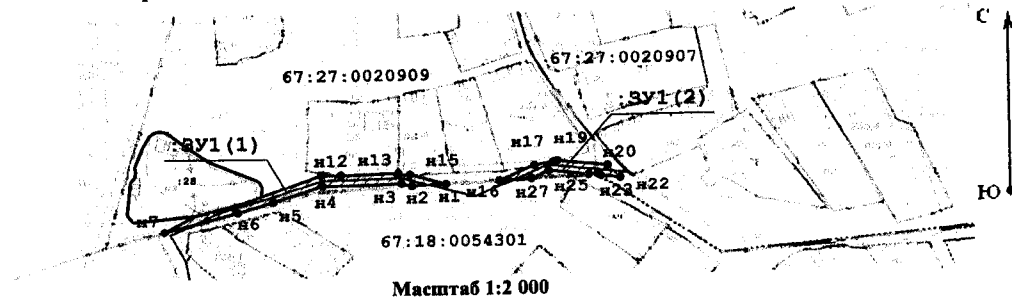 С
67:27:0020907
67:27:0020909
:ЗУ1(2)
:ЗУ1(1)
н17 н19
н12 н13 н15 н20
:28
н4 н3 н2 н1 н16 н27 н25 н23 н22
Ю
н7 н6 н5
67:18:0054301
Масштаб 1:2 000